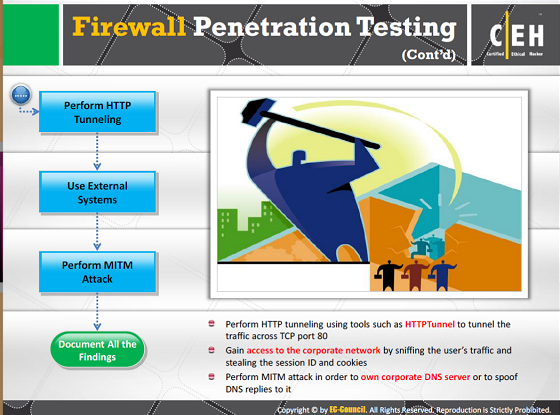 Firewall Penetration Testing
(Cont'd)
C|EH
Certified Ethical Hacker
Perform HTTP
Tunneling
Use External
Systems
Perform MITM
Attack
Document All the
Findings
Perform HTTP tunneling using tools such as HTTPTunnel to tunnel the
traffic across TCP port 80
Gain access to the corporate network by sniffing the user's traffic and
stealing the session ID and cookies
Perform MITM attack in order to own corporate DNS server or to spoof
DNS replies to it
Copyright © by EC-Council. All Rights Reserved. Reproduction is Strictly Prohibited.